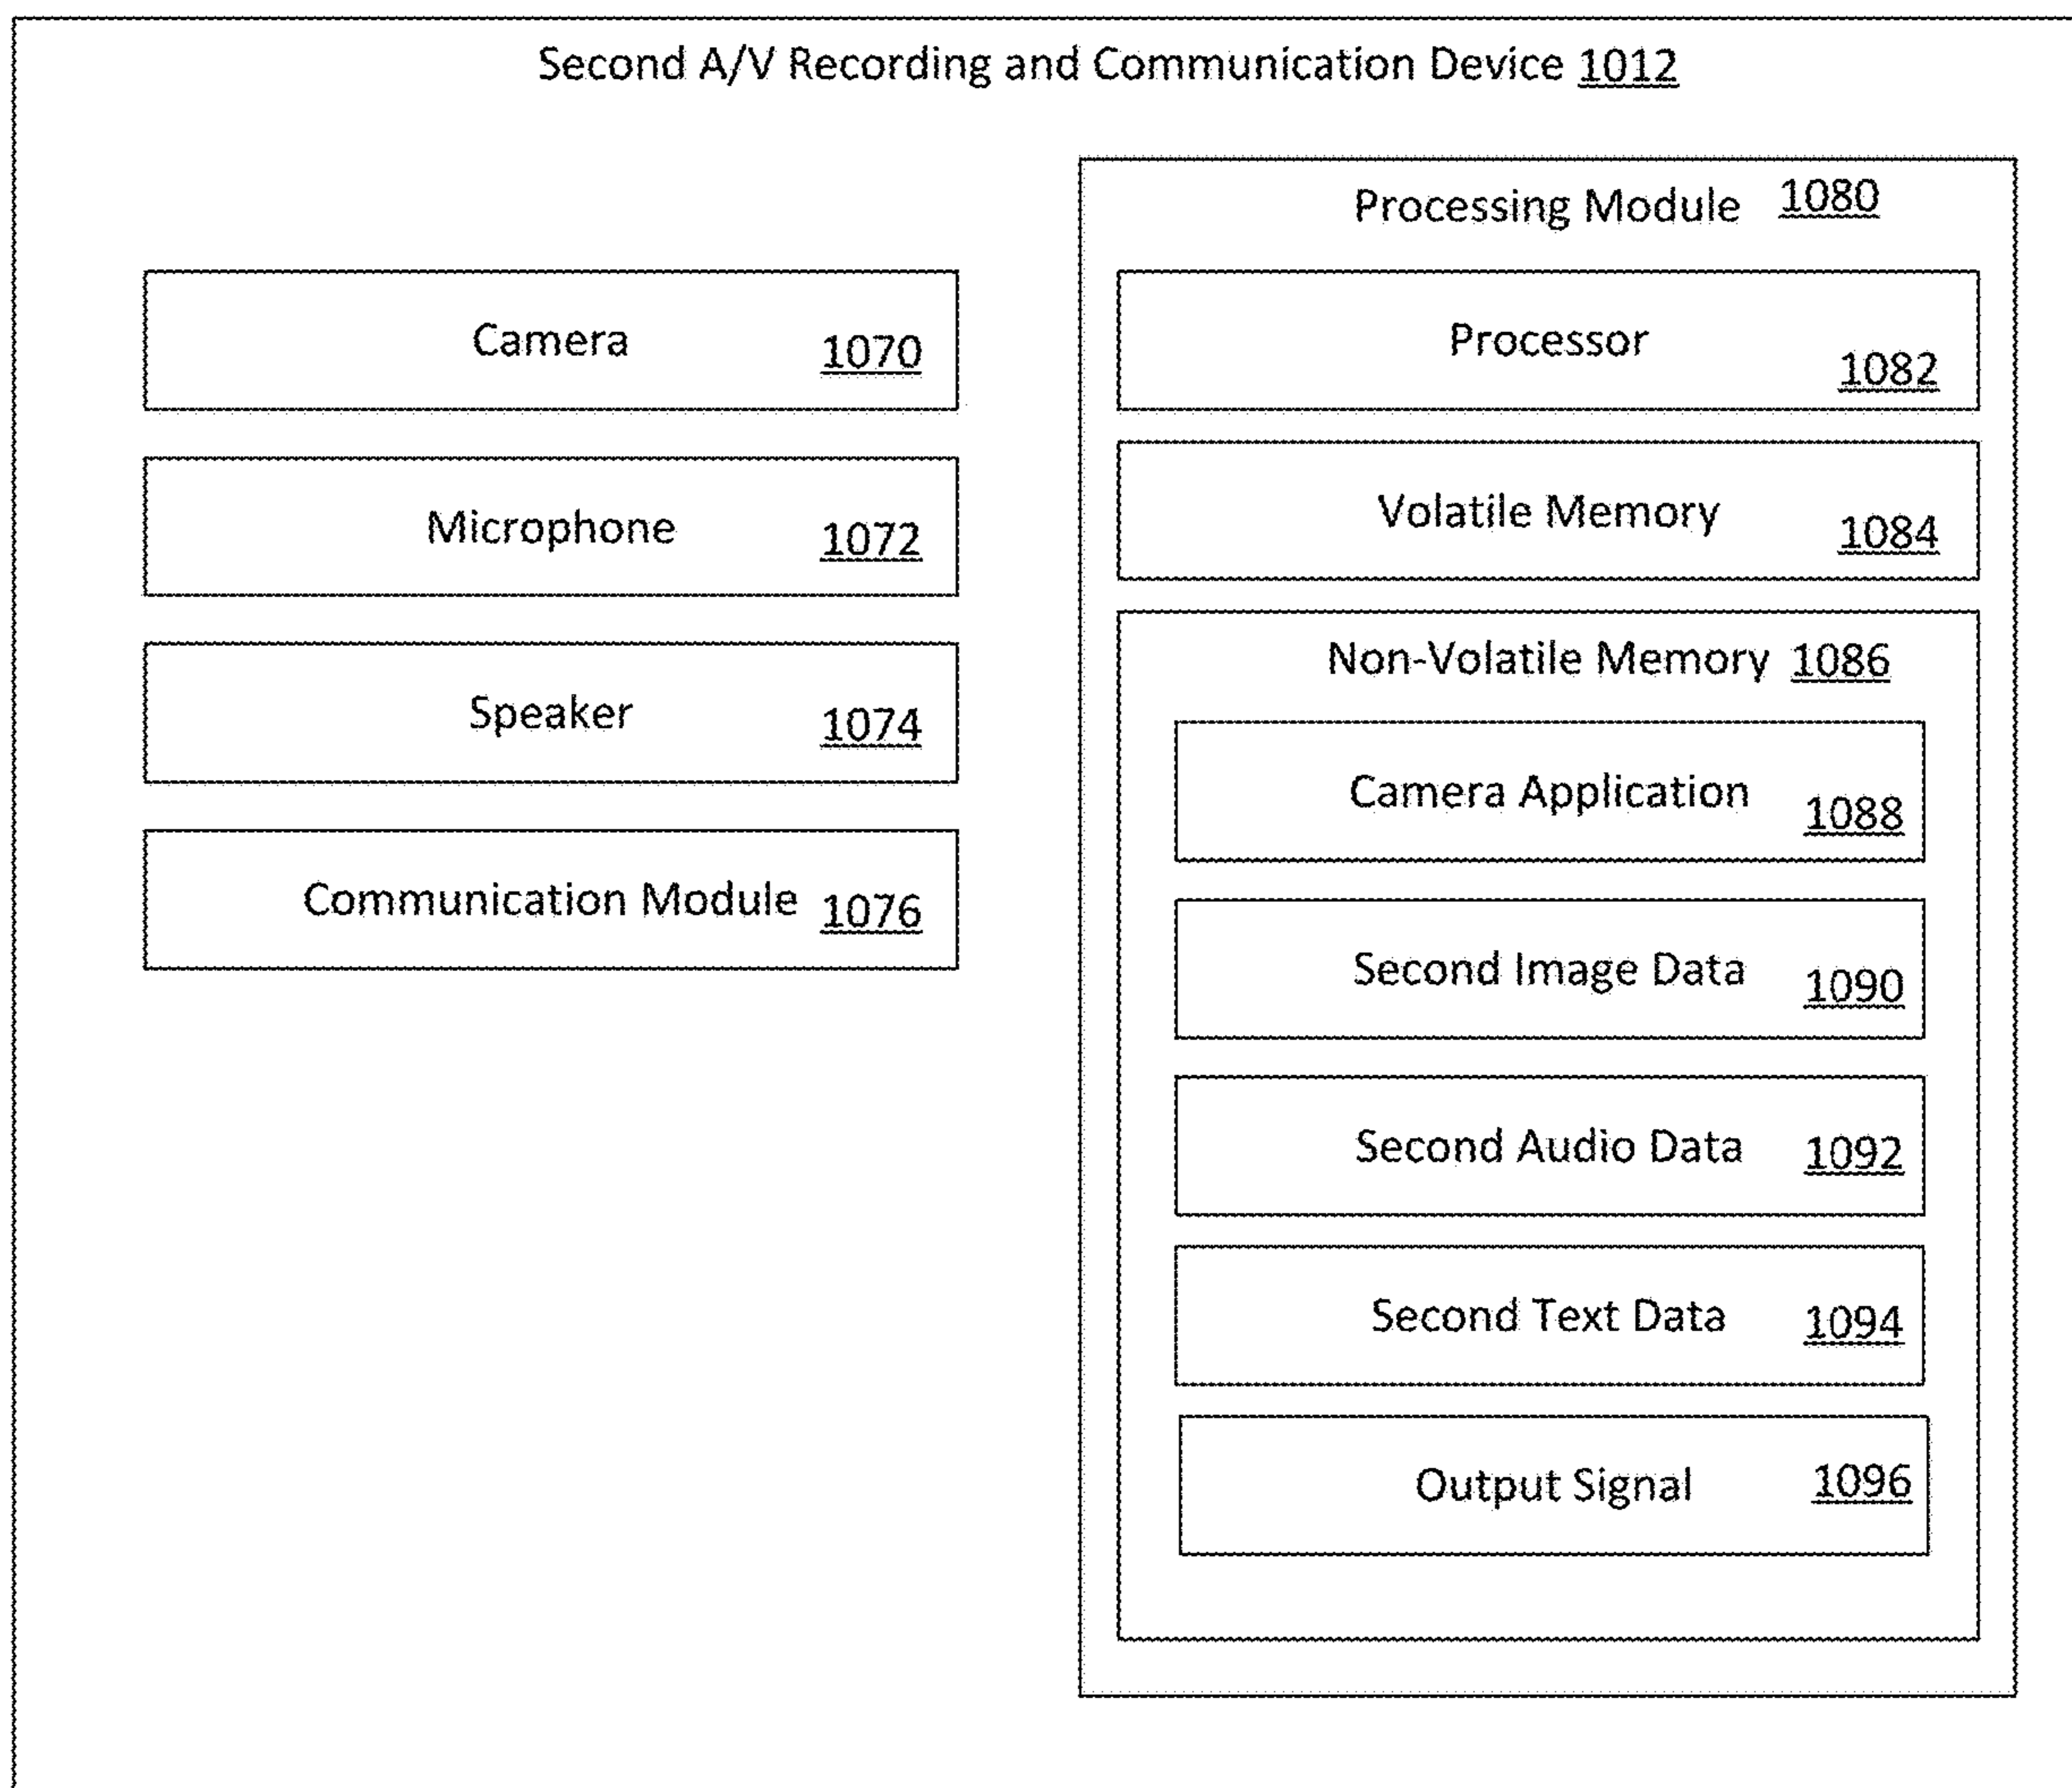 Second A/V Recording and Communication Device 1012
Camera 1070
Microphone 1072
Speaker 1074
Communication Module 1076
Processing Module 1080
Processor 1082
Volatile Memory 1084
Non-Volatile Memory 1086
Camera Application 1088
Second Image Data 1090
Second Audio Data 1092
Second Text Data 1094
Output Signal 1096